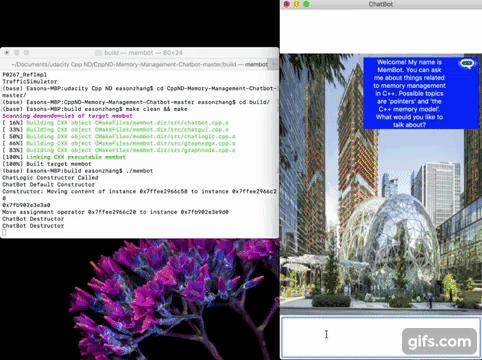 build — membot — 80×24
~/Documents/udacity Cpp ND/CppND-Memory-Management-Chatbot-master/build — membot
P0267_RefImpl
TrafficSimulator
(base) Easons-MBP:udacity Cpp ND easonzhang$ cd CppND-Memory-Management-Chatbot-
master/
(base) Easons-MBP:CppND-Memory-Management-Chatbot-master easonzhang$ cd build/
(base) Easons-MBP:build easonzhang$ make clean && make
Scanning dependencies of target membot
[ 16%] Building CXX object CMakeFiles/membot.dir/src/chatbot.cpp.o
[ 33%] Building CXX object CMakeFiles/membot.dir/src/chatgui.cpp.o
[ 50%] Building CXX object CMakeFiles/membot.dir/src/chatlogic.cpp.o
[ 66%] Building CXX object CMakeFiles/membot.dir/src/graphedge.cpp.o
[ 83%] Building CXX object CMakeFiles/membot.dir/src/graphnode.cpp.o
[100%] Linking CXX executable membot
[100%] Built target membot
(base) Easons-MBP:build easonzhang$ ./membot
ChatLogic Constructor Called
ChatBot Default Constructor
Constructor: Moving content of instance 0x7ffee2966c58 to instance 0x7ffee2966c2
0
0x7fb902e3e3a0
Move assignment operator 0x7ffee2966c20 to instance 0x7fb902e3e9d0
ChatBot Destructor
ChatBot Destructor
ChatBot
Welcome! My name is
MemBot. You can ask
me about things related
to memory management
in C++. Possible topics
are 'pointers' and 'the
C++ memory model'.
What would you like to
talk about?
gifs.com